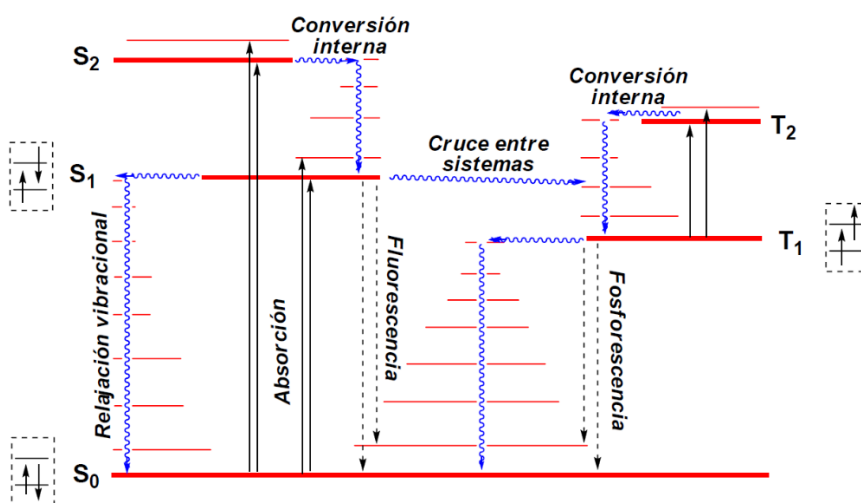 Conversión
interna
S2
Conversión
interna
T2
Cruce entre
sistemas
S1
T1
Relajación vibracional
Absorción
Fluorescencia
Fosforescencia
S0